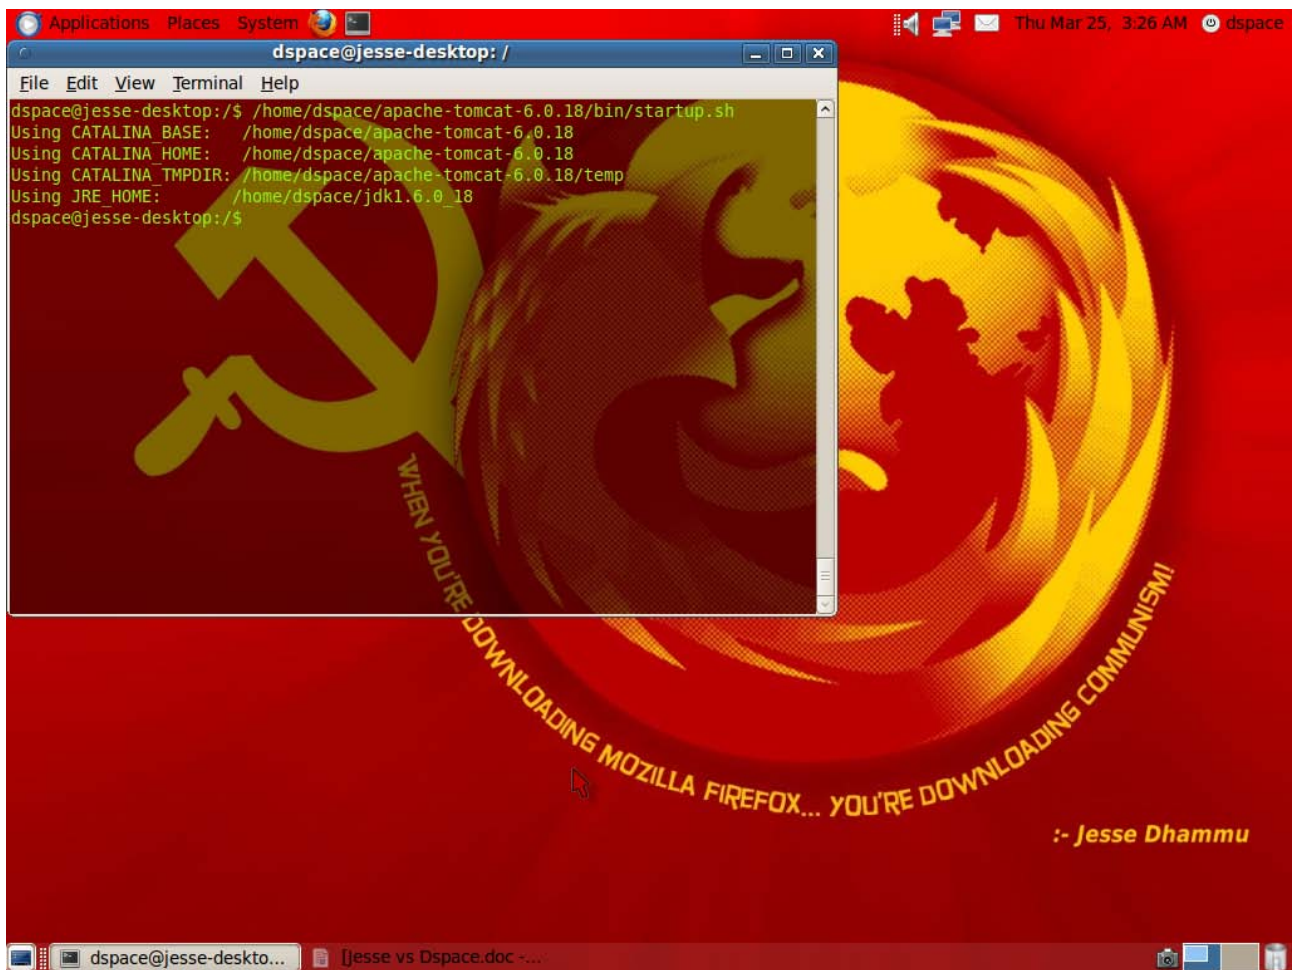 Applications Places System
Thu Mar 25, 3:26 AM dspace
dspace@jesse-desktop: /
File Edit View Terminal Help
dspace@jesse-desktop:/$ /home/dspace/apache-tomcat-6.0.18/bin/startup.sh
Using CATALINA_BASE:   /home/dspace/apache-tomcat-6.0.18
Using CATALINA_HOME:   /home/dspace/apache-tomcat-6.0.18
Using CATALINA_TMPDIR: /home/dspace/apache-tomcat-6.0.18/temp
Using JRE_HOME:       /home/dspace/jdk1.6.0_18
dspace@jesse-desktop:/$
WHEN YOU'RE DOWNLOADING MOZILLA FIREFOX... YOU'RE DOWNLOADING COMMUNISM!
:- Jesse Dhammu
dspace@jesse-deskto...
[Jesse vs Dspace.doc -...